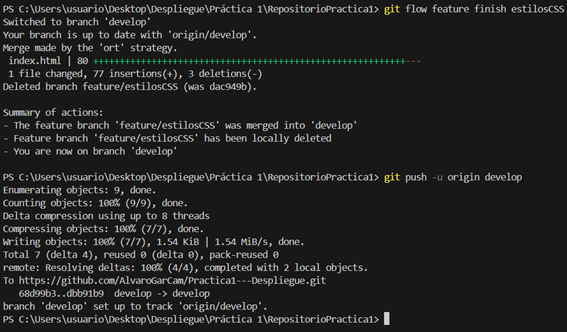 PS C:\Users\usuario\Desktop\Despliegue\Práctica 1\RepositorioPractica1> git flow feature finish estilosCSS
Switched to branch 'develop'
Your branch is up to date with 'origin/develop'.
Merge made by the 'ort' strategy.
 index.html | 80 +++++++++++++++++++++++++++++++++++++++++++++++++++++++++---
 1 file changed, 77 insertions(+), 3 deletions(-)
Deleted branch feature/estilosCSS (was dac949b).

Summary of actions:
- The feature branch 'feature/estilosCSS' was merged into 'develop'
- Feature branch 'feature/estilosCSS' has been locally deleted
- You are now on branch 'develop'

PS C:\Users\usuario\Desktop\Despliegue\Práctica 1\RepositorioPractica1> git push -u origin develop
Enumerating objects: 9, done.
Counting objects: 100% (9/9), done.
Delta compression using up to 8 threads
Compressing objects: 100% (7/7), done.
Writing objects: 100% (7/7), 1.54 KiB | 1.54 MiB/s, done.
Total 7 (delta 4), reused 0 (delta 0), pack-reused 0
remote: Resolving deltas: 100% (4/4), completed with 2 local objects.
To https://github.com/AlvaroGarCam/Practica1---Despliegue.git
   68d99b3..dbb91b9  develop -> develop
branch 'develop' set up to track 'origin/develop'.
PS C:\Users\usuario\Desktop\Despliegue\Práctica 1\RepositorioPractica1>